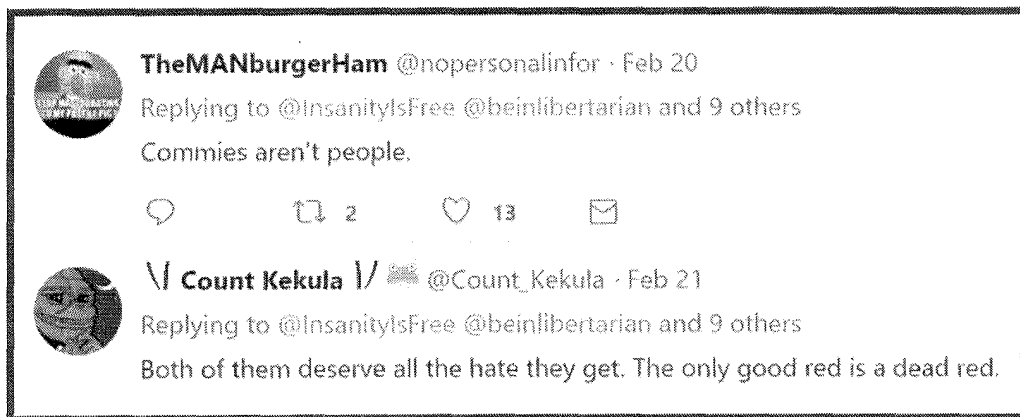 TheMANburgerHam @nopersonalinfor · Feb 20
Replying to @InsanityIsFree @beinlibertarian and 9 others
Commies aren't people.
2 13
\/ Count Kekula \/ @Count_Kekula · Feb 21
Replying to @InsanityIsFree @beinlibertarian and 9 others
Both of them deserve all the hate they get. The only good red is a dead red.